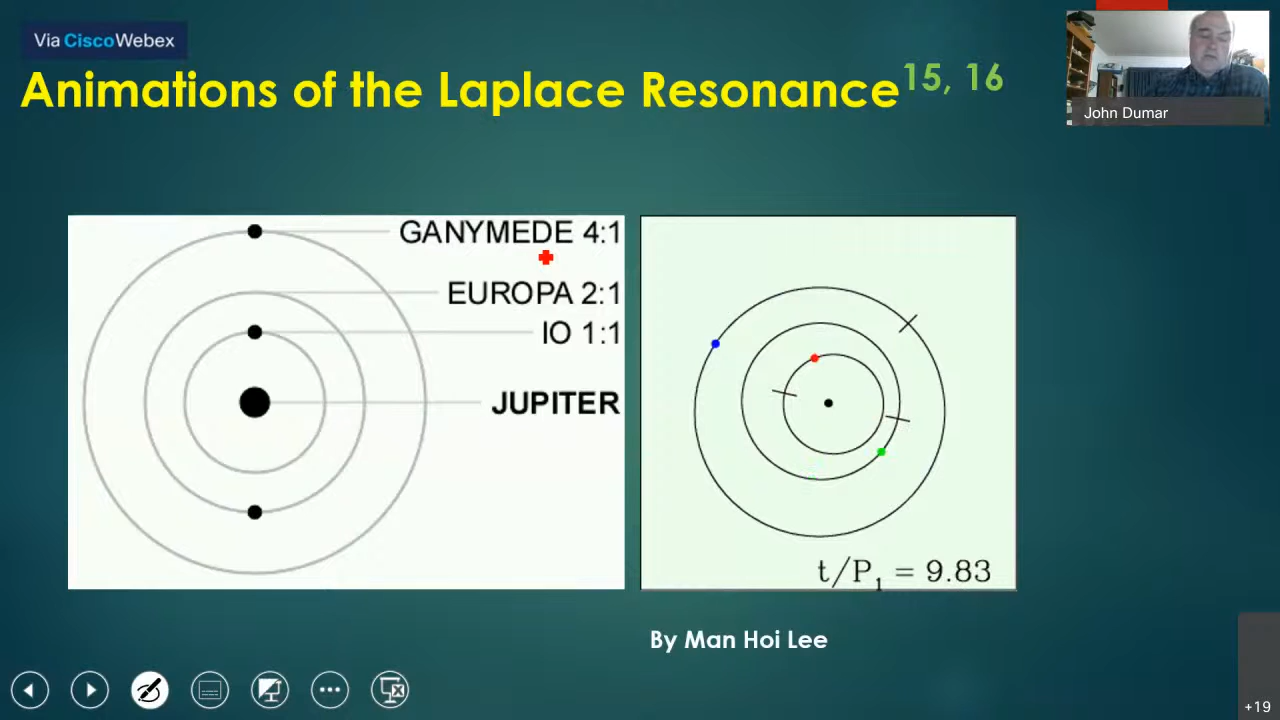 Via CiscoWebex
Animations of the Laplace Resonance15, 16
John Dumar
GANYMEDE 4:1
EUROPA 2:1
IO 1:1
JUPITER
t/P1 = 9.83
By Man Hoi Lee
+19